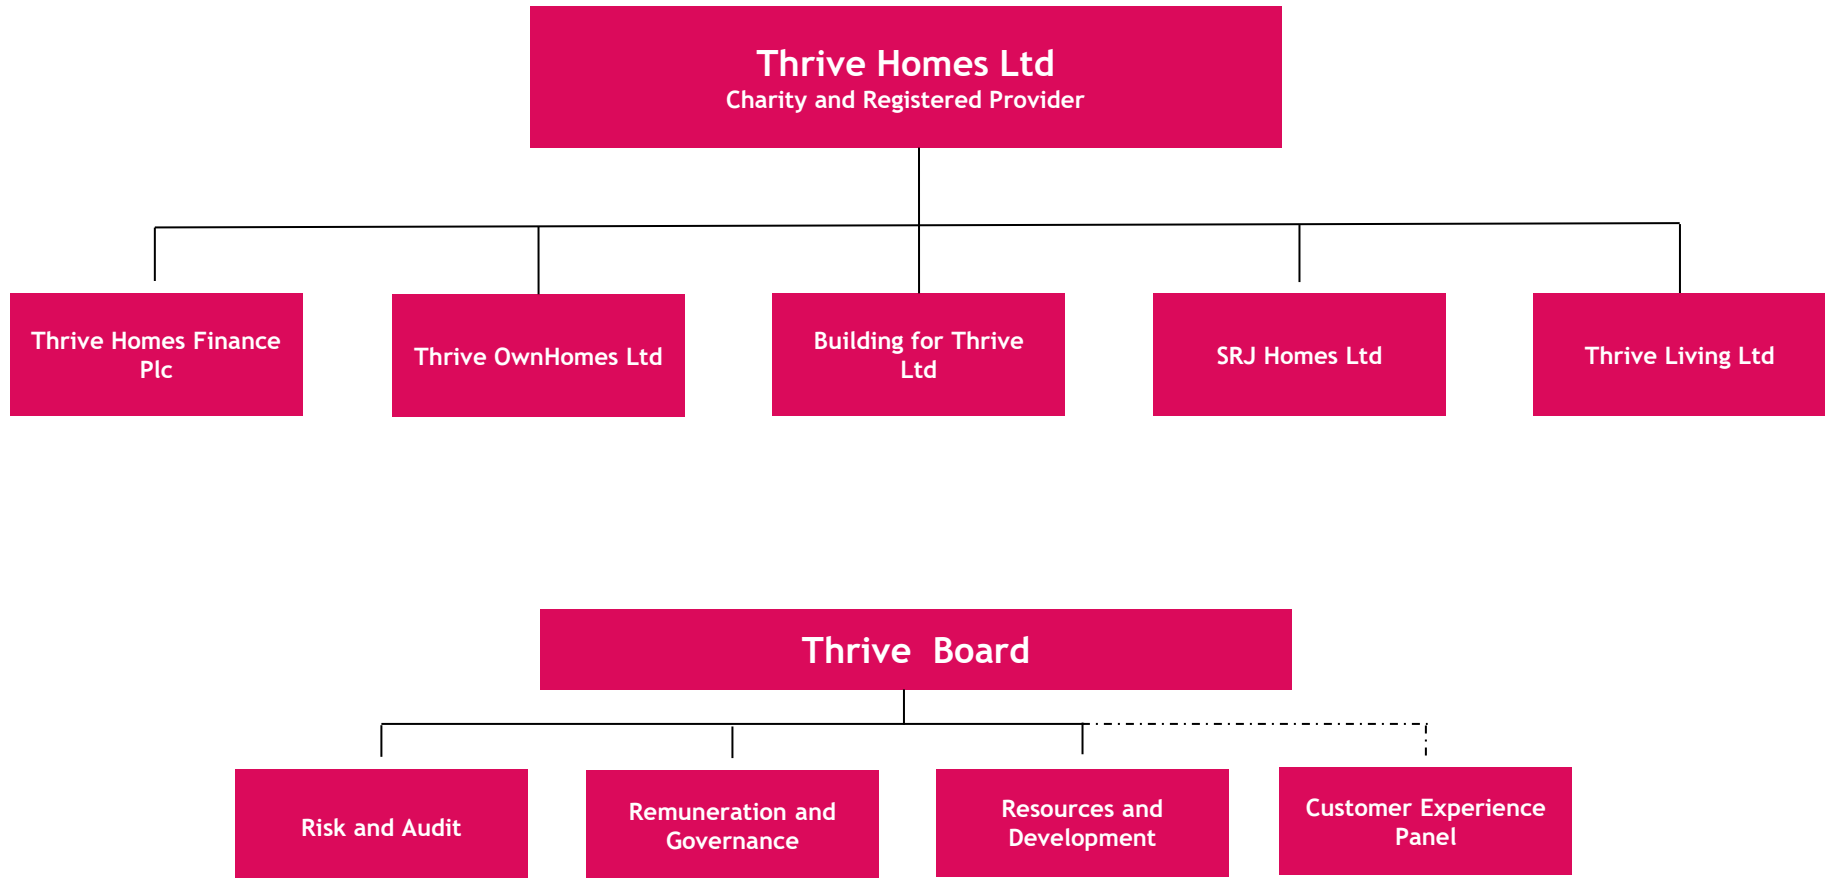 Thrive Homes Ltd
Charity and Registered Provider
Thrive Homes Finance
Plc
Thrive OwnHomes Ltd
Building for Thrive
Ltd
SRJ Homes Ltd
Thrive Living Ltd
Thrive  Board
Risk and Audit
Remuneration and
Governance
Resources and
Development
Customer Experience
Panel